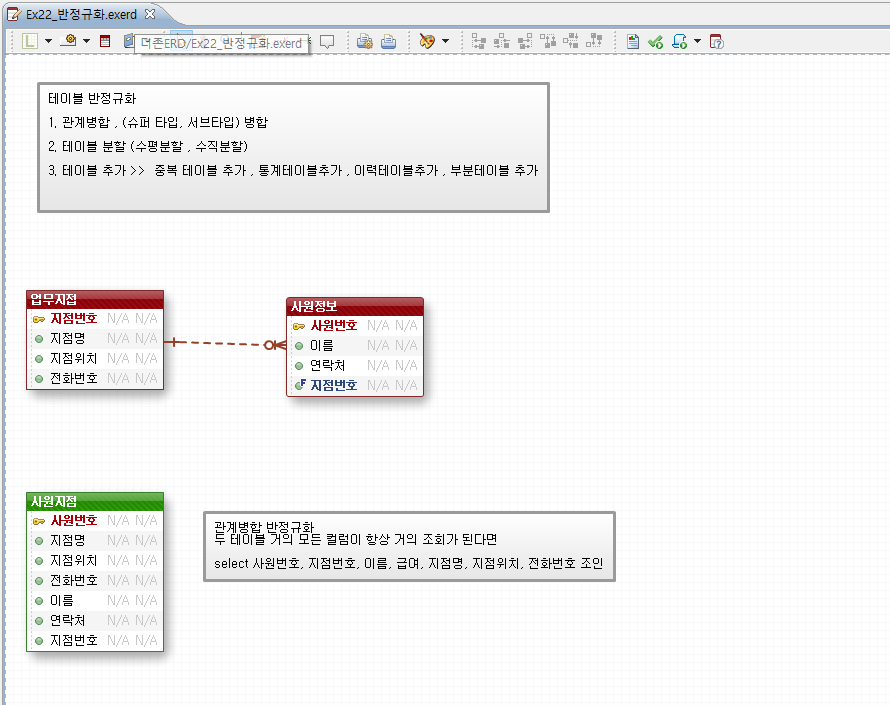 Ex22_반정규화.exerd
더존ERD/Ex22_반정규화.exerd
테이블 반정규화
1. 관계병합 , (슈퍼 타입, 서브타입) 병합
2. 테이블 분할 (수평분할 , 수직분할)
3. 테이블 추가 >> 중복 테이블 추가 , 통계테이블추가 , 이력테이블추가 , 부분테이블 추가
업무지점
지점번호 N/A N/A
지점명 N/A N/A
지점위치 N/A N/A
전화번호 N/A N/A
사원정보
사원번호 N/A N/A
이름 N/A N/A
연락처 N/A N/A
지점번호 N/A N/A
사원지점
사원번호 N/A N/A
지점명 N/A N/A
지점위치 N/A N/A
전화번호 N/A N/A
이름 N/A N/A
연락처 N/A N/A
지점번호 N/A N/A
관계병합 반정규화
두 테이블 거의 모든 컬럼이 항상 거의 조회가 된다면
select 사원번호, 지점번호, 이름, 급여, 지점명, 지점위치, 전화번호 조인